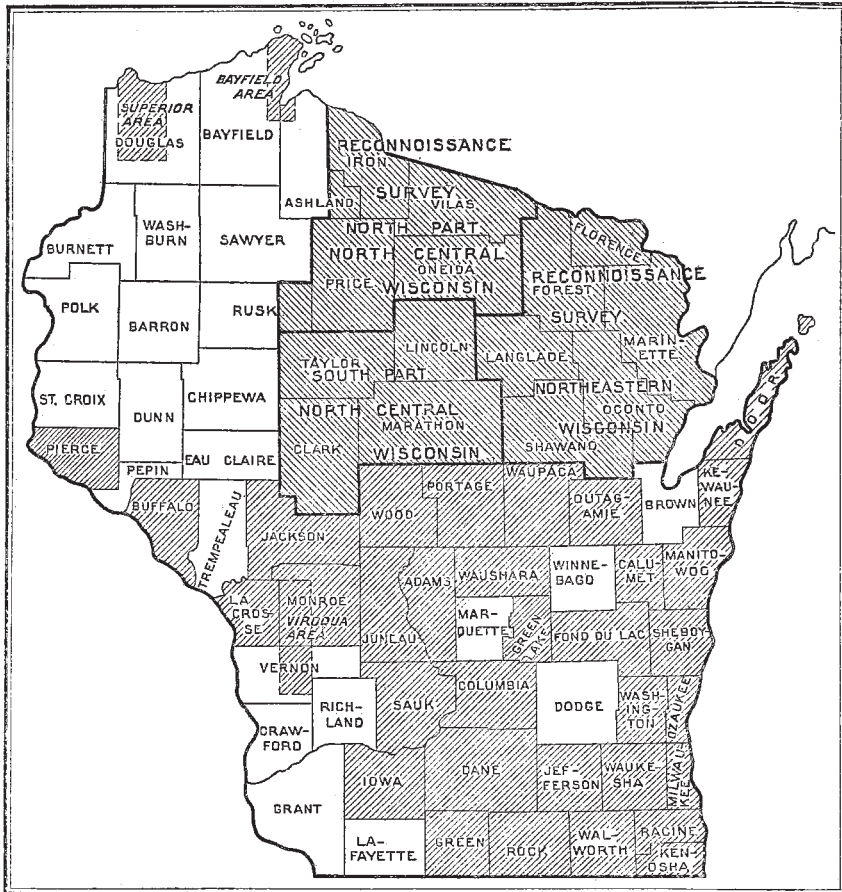 BAYFIELD
AREA
SUPERIOR
AREA
DOUGLAS
BAYFIELD
RECONNOISSANCE
IRON
ASHLAND
SURVEY
VILAS
NORTH PART
WASH-
BURN
SAWYER
BURNETT
NORTH CENTRAL
ONEIDA
PRICE
WISCONSIN
FLORENCE
RECONNOISSANCE
FOREST
SURVEY
POLK
RUSK
BARRON
LINCOLN
MARIN-
ETTE
TAYLOR
SOUTH PART
LANGLADE
NORTHEASTERN
OCONTO
WISCONSIN
DOOR
ST. CROIX
DUNN
CHIPPEWA
NORTH CENTRAL
MARATHON
CLARK
WISCONSIN
SHAWANO
PIERCE
PEPIN
EAU CLAIRE
WAUPACA
PORTAGE
OUTAG-
AMIE
BROWN
KE-
WAU-
NEE
BUFFALO
TREMPEALEAU
JACKSON
WOOD
LA
CROSSE
MONROE
VIROQUA
AREA
JUNEAU
ADAMS
WAUSHARA
WINNE-
BAGO
CALU-
MET
MANITO-
WOC
MAR-
QUETTE
GREEN
LAKE
FOND DU LAC
SHEBOY-
GAN
VERNON
RICH-
LAND
SAUK
COLUMBIA
DODGE
WASH-
ING-
TON
OZAUKEE
CRAW-
FORD
IOWA
DANE
JEF-
FERSON
WAUKE-
SHA
MILWAU-
KEE
GRANT
LA-
FAYETTE
GREEN
ROCK
WAL-
WORTH
RACINE
KEN-
OSHA